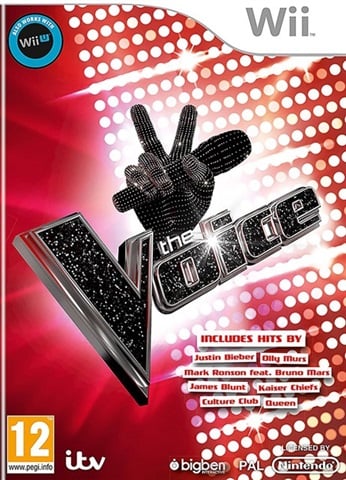 ALSO WORKS WITH
Wii U
Wii
the
Voice
INCLUDES HITS BY
Justin Bieber Olly Murs
Mark Ronson feat. Bruno Mars
James Blunt Kaiser Chiefs
Culture Club Queen
12
www.pegi.info
itv
bigben
INTERACTIVE
PAL
LICENSED BY
Nintendo